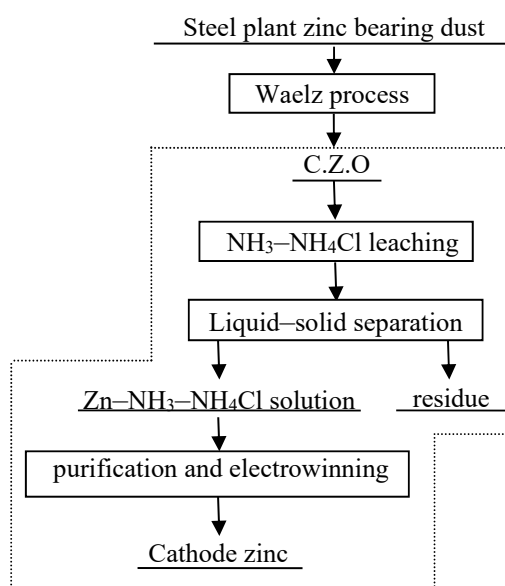 Steel plant zinc bearing dust
Waelz process
C.Z.O
NH₃–NH₄Cl leaching
Liquid–solid separation
Zn–NH₃–NH₄Cl solution
residue
purification and electrowinning
Cathode zinc